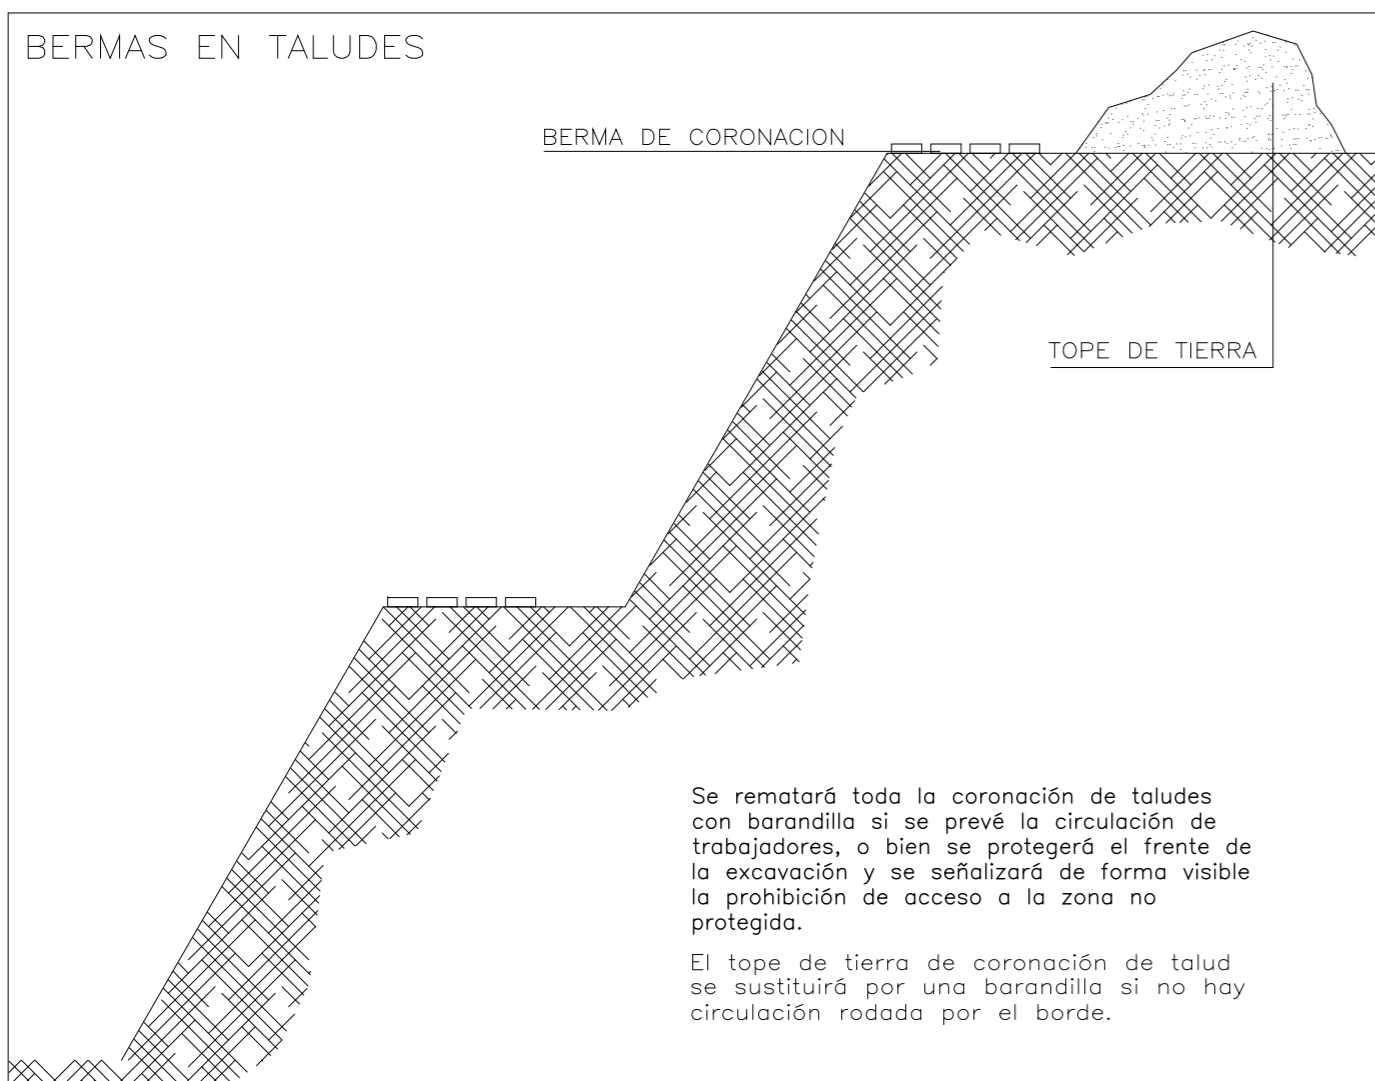 BERMAS EN TALUDES
BERMA DE CORONACION
TOPE DE TIERRA
Se rematará toda la coronación de taludes
con barandilla si se prevé la circulación de
trabajadores, o bien se protegerá el frente de
la excavación y se señalizará de forma visible
la prohibición de acceso a la zona no
protegida.
El tope de tierra de coronación de talud
se sustituirá por una barandilla si no hay
circulación rodada por el borde.